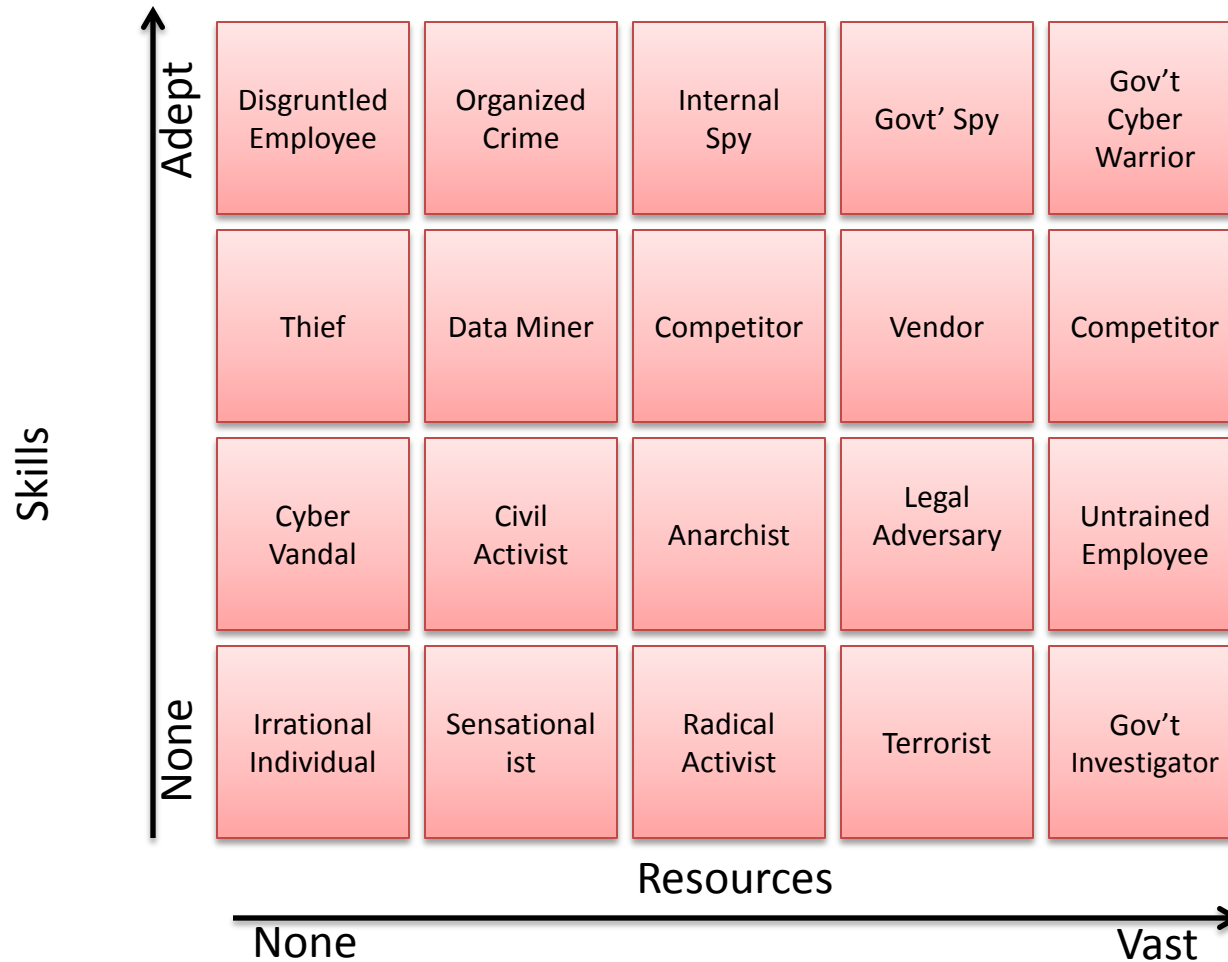 Adept
Disgruntled
Employee
Organized
Crime
Internal
Spy
Govt’ Spy
Gov’t
Cyber
Warrior
Thief
Data Miner
Competitor
Vendor
Competitor
Skills
Cyber
Vandal
Civil
Activist
Anarchist
Legal
Adversary
Untrained
Employee
None
Irrational
Individual
Sensational
ist
Radical
Activist
Terrorist
Gov’t
Investigator
Resources
None
Vast